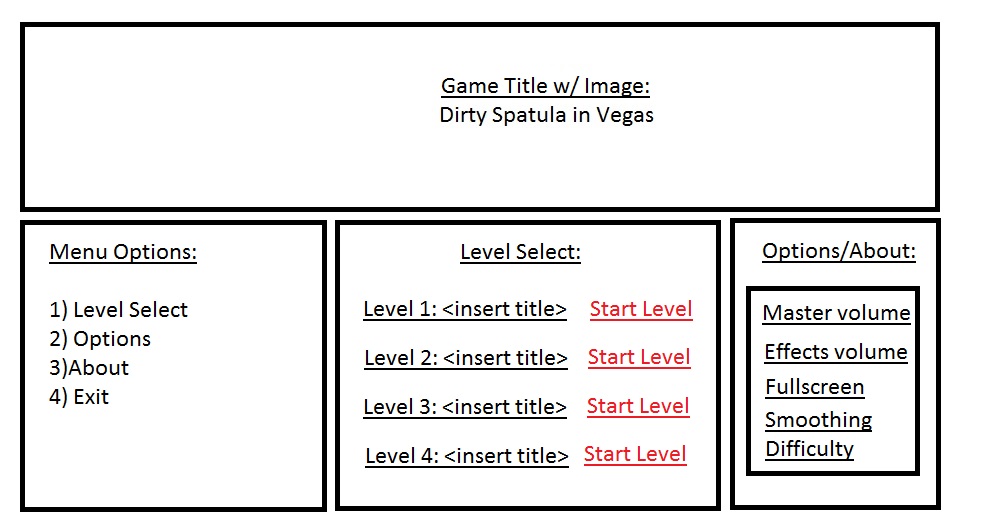 Game Title w/ Image:
Dirty Spatula in Vegas
Menu Options:
1) Level Select
2) Options
3)About
4) Exit
Level Select:
Level 1: <insert title> Start Level
Level 2: <insert title> Start Level
Level 3: <insert title> Start Level
Level 4: <insert title> Start Level
Options/About:
Master volume
Effects volume
Fullscreen
Smoothing
Difficulty